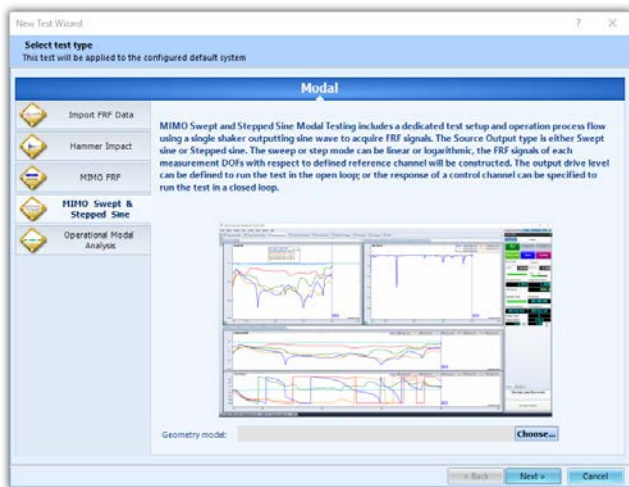 New Test Wizard
?
Select test type
This test will be applied to the configured default system
Modal
Import FRF Data
Hammer Impact
MIMO FRF
MIMO Swept &
Stepped Sine
Operational Modal
Analysis
MIMO Swept and Stepped Sine Modal Testing includes a dedicated test setup and operation process flow
using a single shaker outputting sine wave to acquire FRF signals. The Source Output type is either Swept
sine or Stepped sine. The sweep or step mode can be linear or logarithmic, the FRF signals of each
measurement DOFs with respect to defined reference channel will be constructed. The output drive level
can be defined to run the test in the open loop; or the response of a control channel can be specified to
run the test in a closed loop.
Geometry model:
Choose...
< Back
Next >
Cancel